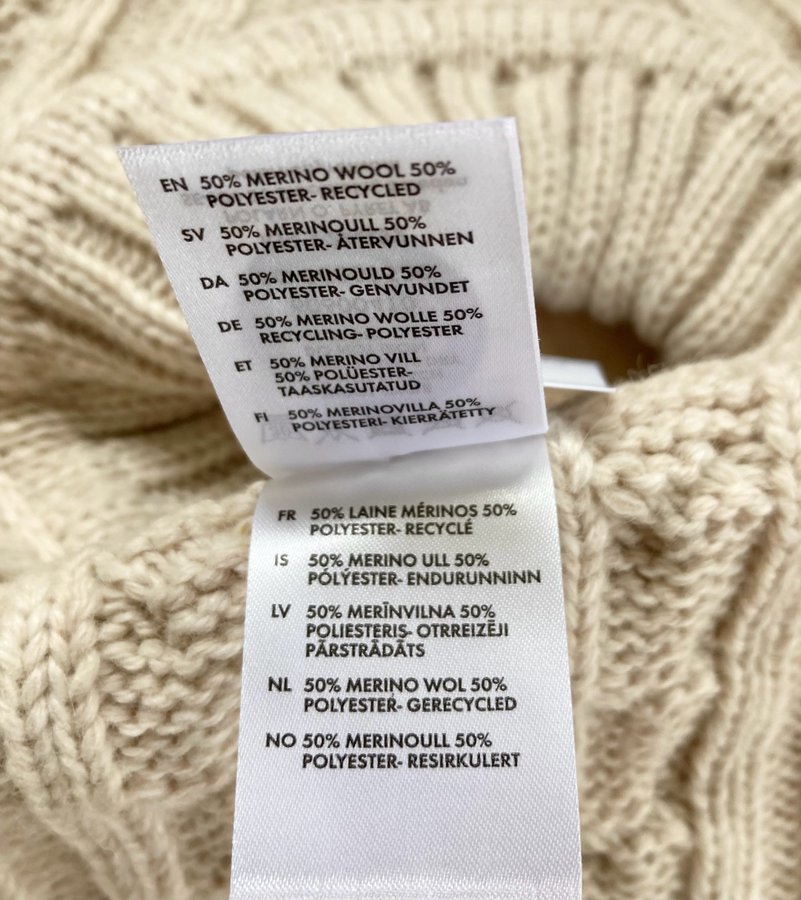 EN 50% MERINO WOOL 50%
POLYESTER- RECYCLED
SV 50% MERINOULL 50%
POLYESTER- ÅTERVUNNEN
DA 50% MERINOULD 50%
POLYESTER- GENVUNDET
DE 50% MERINO WOLLE 50%
RECYCLING- POLYESTER
ET 50% MERINO VILL
50% POLÜESTER-
TAASKASUTATUD
FI 50% MERINOVILLA 50%
POLYESTERI- KIERRÄTETTY
FR 50% LAINE MÉRINOS 50%
POLYESTER- RECYCLÉ
IS 50% MERINO ULL 50%
PÓLÝESTER- ENDURUNNINN
LV 50% MERĪNVILNA 50%
POLIESTERIS- OTRREIZĒJI
PĀRSTRĀDĀTS
NL 50% MERINO WOL 50%
POLYESTER- GERECYCLED
NO 50% MERINOULL 50%
POLYESTER- RESIRKULERT